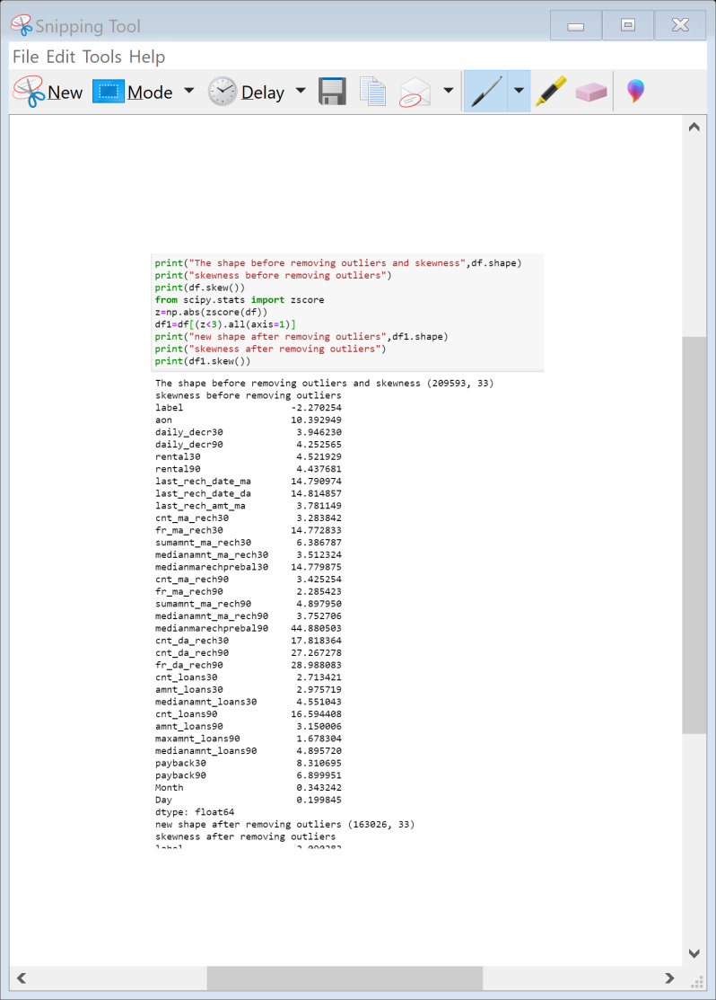 Snipping Tool
File Edit Tools Help
New Mode Delay
print("The shape before removing outliers and skewness",df.shape)
print("skewness before removing outliers")
print(df.skew())
from scipy.stats import zscore
z=np.abs(zscore(df))
df1=df[(z<3).all(axis=1)]
print("new shape after removing outliers",df1.shape)
print("skewness after removing outliers")
print(df1.skew())
The shape before removing outliers and skewness (209593, 33)
skewness before removing outliers
label -2.270254
aon 10.392949
daily_decr30 3.946230
daily_decr90 4.252565
rental30 4.521929
rental90 4.437681
last_rech_date_ma 14.790974
last_rech_date_da 14.814857
last_rech_amt_ma 3.781149
cnt_ma_rech30 3.283842
fr_ma_rech30 14.772833
sumamnt_ma_rech30 6.386787
medianamnt_ma_rech30 3.512324
medianmarechprebal30 14.779875
cnt_ma_rech90 3.425254
fr_ma_rech90 2.285423
sumamnt_ma_rech90 4.897950
medianamnt_ma_rech90 3.752706
medianmarechprebal90 44.880503
cnt_da_rech30 17.818364
cnt_da_rech90 27.267278
fr_da_rech90 28.988083
cnt_loans30 2.713421
amnt_loans30 2.975719
medianamnt_loans30 4.551043
cnt_loans90 16.594408
amnt_loans90 3.150006
maxamnt_loans90 1.678304
medianamnt_loans90 4.895720
payback30 8.310695
payback90 6.899951
Month 0.343242
Day 0.199845
dtype: float64
new shape after removing outliers (163026, 33)
skewness after removing outliers
label